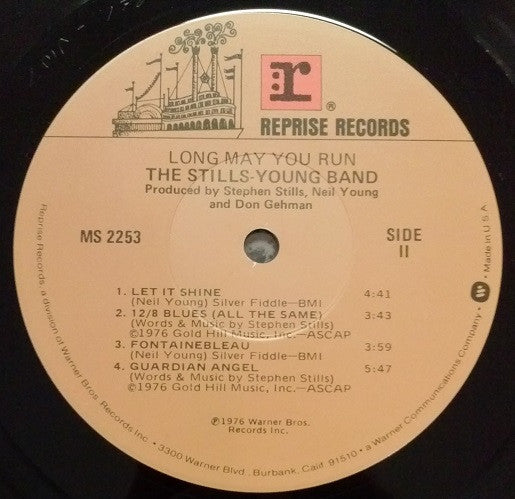 r
®
REPRISE RECORDS
LONG MAY YOU RUN
THE STILLS-YOUNG BAND
Produced by Stephen Stills, Neil Young
and Don Gehman
MS 2253
SIDE
II
1. LET IT SHINE 4:41
(Neil Young) Silver Fiddle—BMI
2. 12/8 BLUES (ALL THE SAME) 3:43
(Words & Music by Stephen Stills)
©1976 Gold Hill Music, Inc.—ASCAP
3. FONTAINEBLEAU 3:59
(Neil Young) Silver Fiddle—BMI
4. GUARDIAN ANGEL 5:47
(Words & Music by Stephen Stills)
©1976 Gold Hill Music, Inc.—ASCAP
℗1976 Warner Bros.
Records Inc.
Reprise Records, a division of Warner Bros. Records Inc. • 3300 Warner Blvd., Burbank, Calif. 91510 • a Warner Communications Company • W • Made in U.S.A.